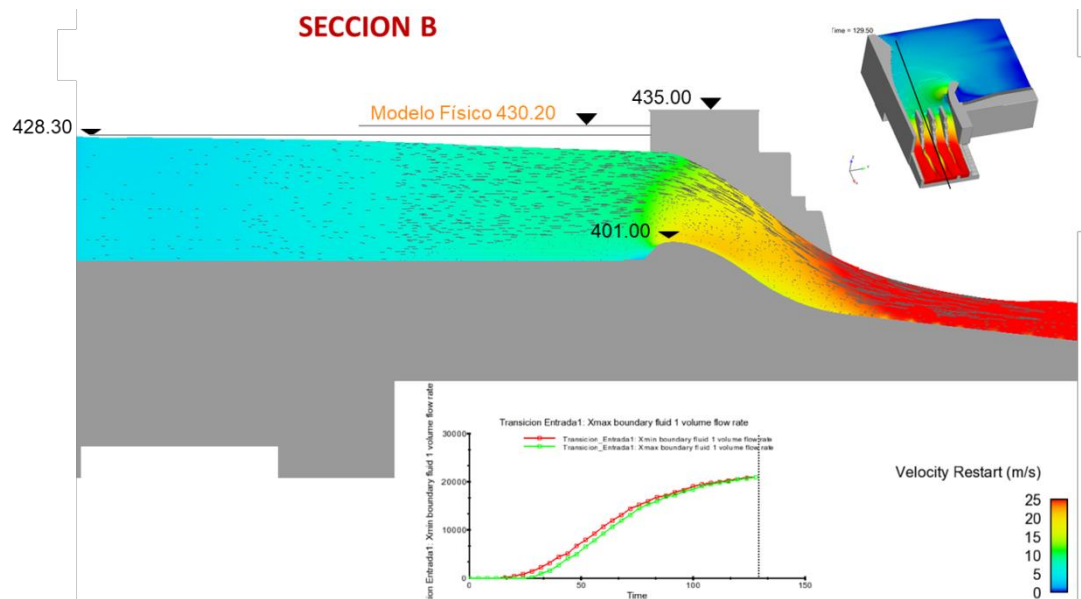 SECCION B
Time = 129.50
435.00
Modelo Físico 430.20
428.30
401.00
Transicion Entrada1: Xmax boundary fluid 1 volume flow rate
Transicion_Entrada1: Xmin boundary fluid 1 volume flow rate
Transicion_Entrada1: Xmax boundary fluid 1 volume flow rate
ion Entrada1: Xmin boundary fluid 1 volume flow rate
30000
20000
10000
0
0
50
100
150
Time
Velocity Restart (m/s)
25
20
15
10
5
0